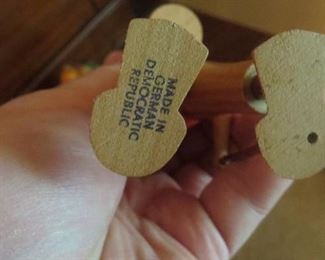 MADE IN
GERMAN
DEMOCRATIC
REPUBLIC